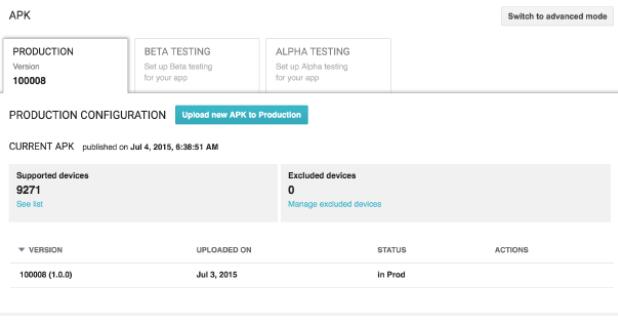 APK
Switch to advanced mode
PRODUCTION
Version
100008
BETA TESTING
Set up Beta testing
for your app
ALPHA TESTING
Set up Alpha testing
for your app
PRODUCTION CONFIGURATION
Upload new APK to Production
CURRENT APK published on Jul 4, 2015, 6:38:51 AM
Supported devices
9271
See list
Excluded devices
0
Manage excluded devices
VERSION UPLOADED ON STATUS ACTIONS
100008 (1.0.0) Jul 3, 2015 in Prod